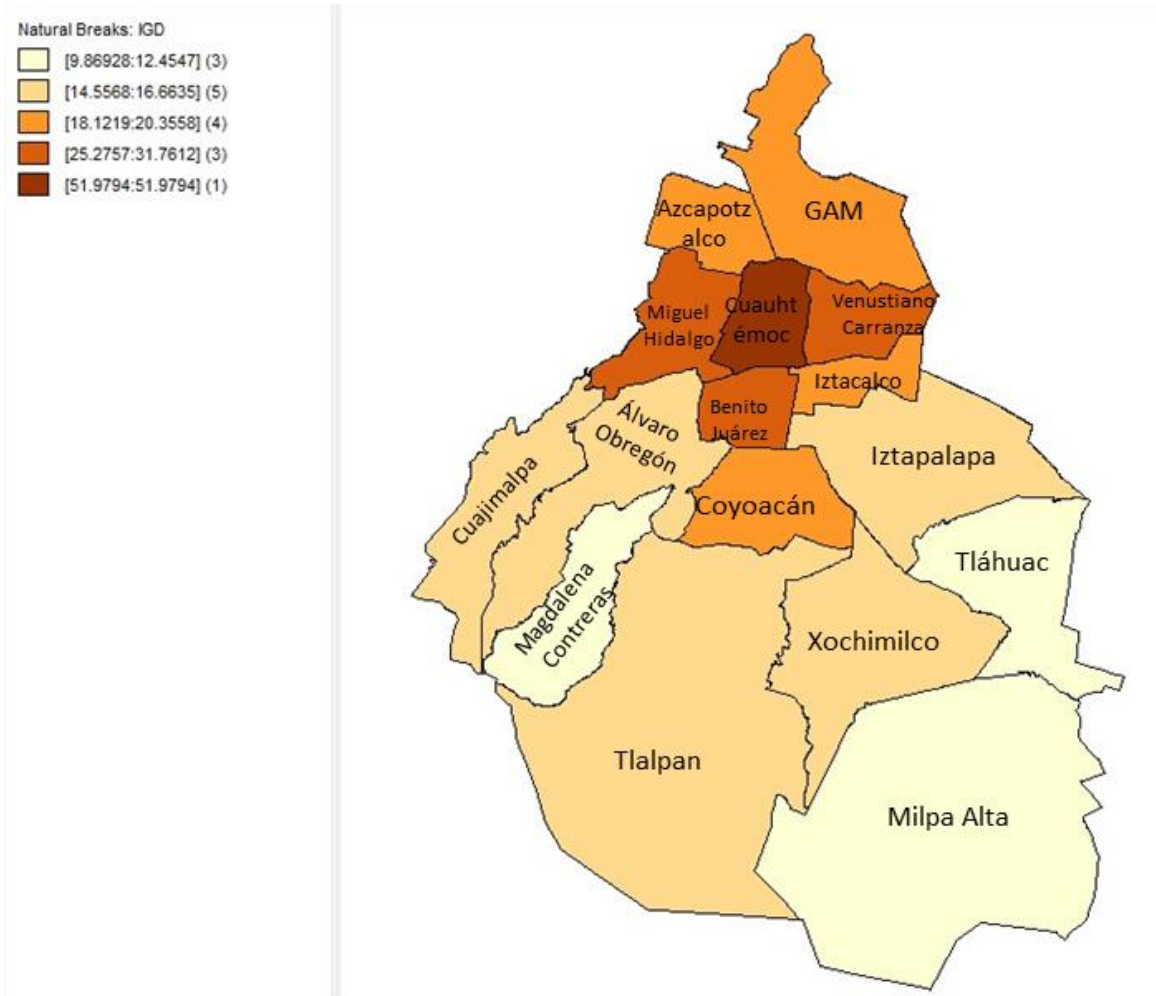 Natural Breaks: IGD
[9.86928:12.4547] (3)
[14.5568:16.6635] (5)
[18.1219:20.3558] (4)
[25.2757:31.7612] (3)
[51.9794:51.9794] (1)
Azcapotz
alco
GAM
Miguel
Hidalgo
Cuauht
émoc
Venustiano
Carranza
Iztacalco
Benito
Juárez
Álvaro
Obregón
Cuajimalpa
Iztapalapa
Coyoacán
Tláhuac
Magdalena
Contreras
Xochimilco
Tlalpan
Milpa Alta